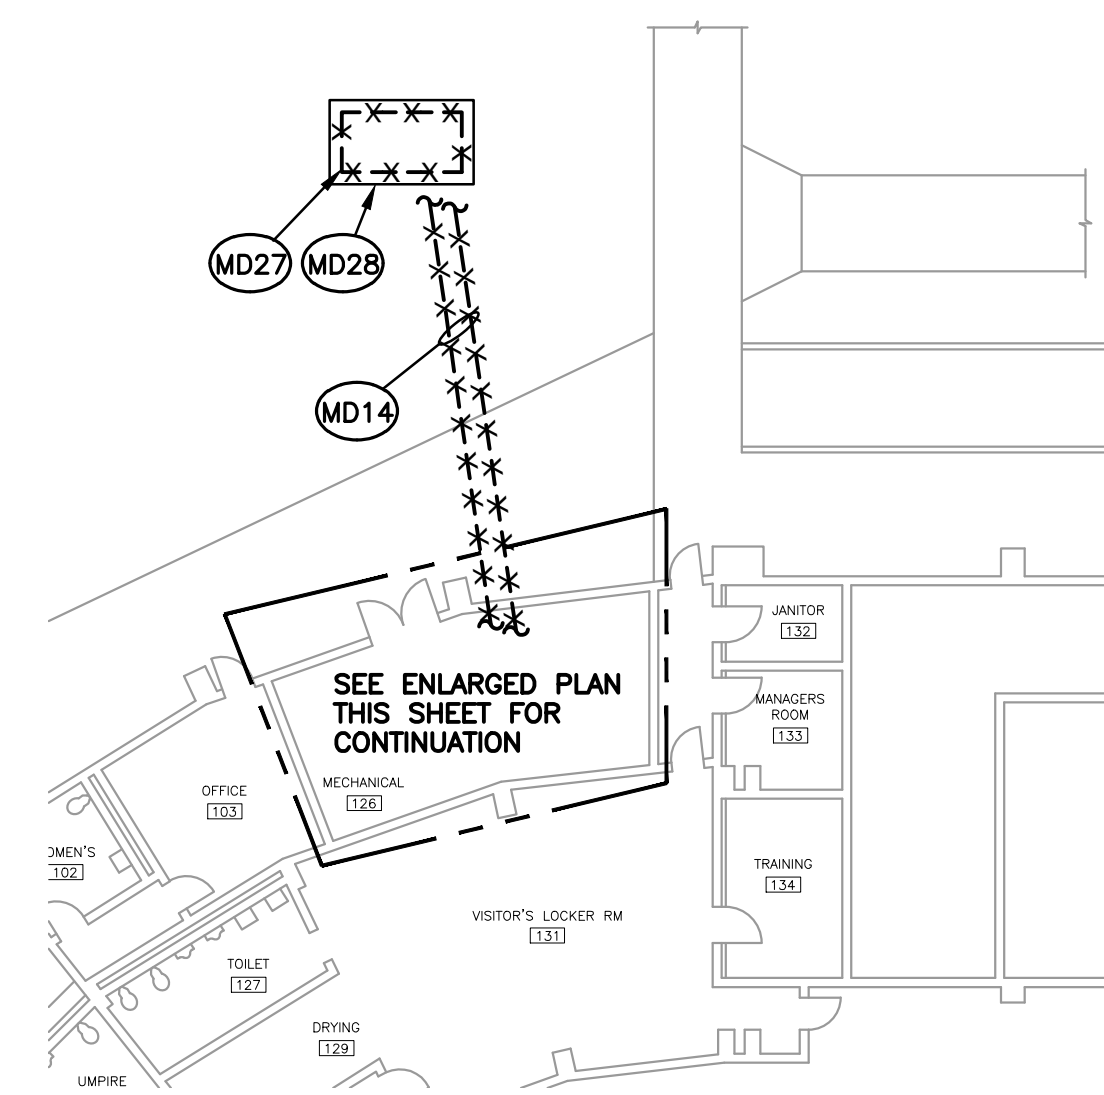 MD27 MD28
MD14
JANITOR
132
SEE ENLARGED PLAN
THIS SHEET FOR
CONTINUATION
MANAGERS
ROOM
133
MECHANICAL
126
OFFICE
103
OMEN'S
102
TRAINING
134
VISITOR'S LOCKER RM
131
TOILET
127
DRYING
129
UMPIRE